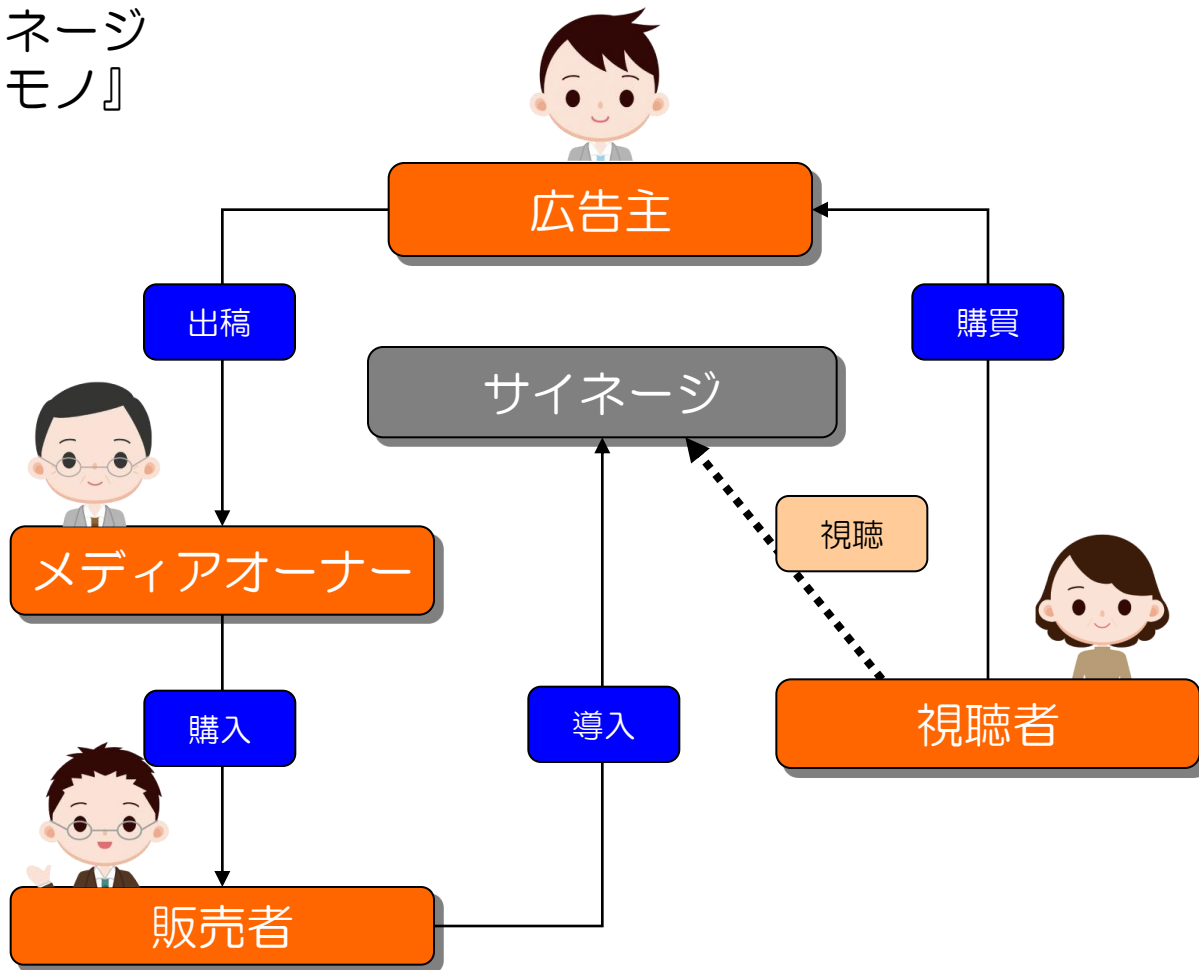 ネージ
モノ』
広告主
出稿
購買
サイネージ
視聴
メディアオーナー
視聴者
購入
導入
販売者